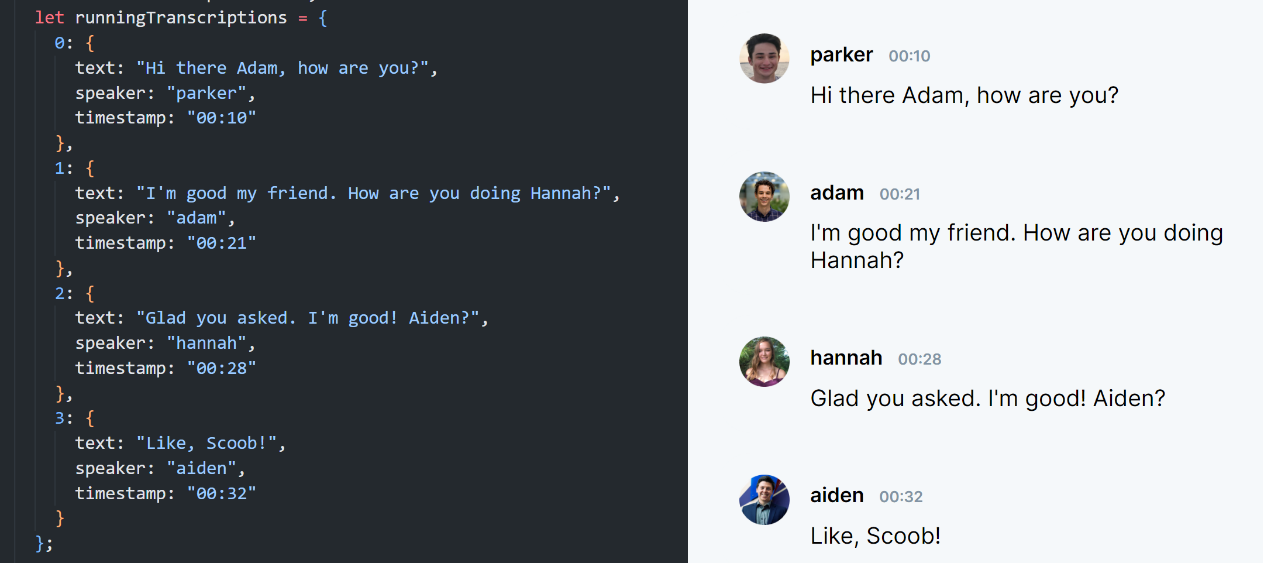 let runningTranscriptions = {
0: {
text: "Hi there Adam, how are you?",
speaker: "parker",
timestamp: "00:10"
},
1: {
text: "I'm good my friend. How are you doing Hannah?",
speaker: "adam",
timestamp: "00:21"
},
2: {
text: "Glad you asked. I'm good! Aiden?",
speaker: "hannah",
timestamp: "00:28"
},
3: {
text: "Like, Scoob!",
speaker: "aiden",
timestamp: "00:32"
}
};
parker 00:10
Hi there Adam, how are you?
adam 00:21
I'm good my friend. How are you doing
Hannah?
hannah 00:28
Glad you asked. I'm good! Aiden?
aiden 00:32
Like, Scoob!